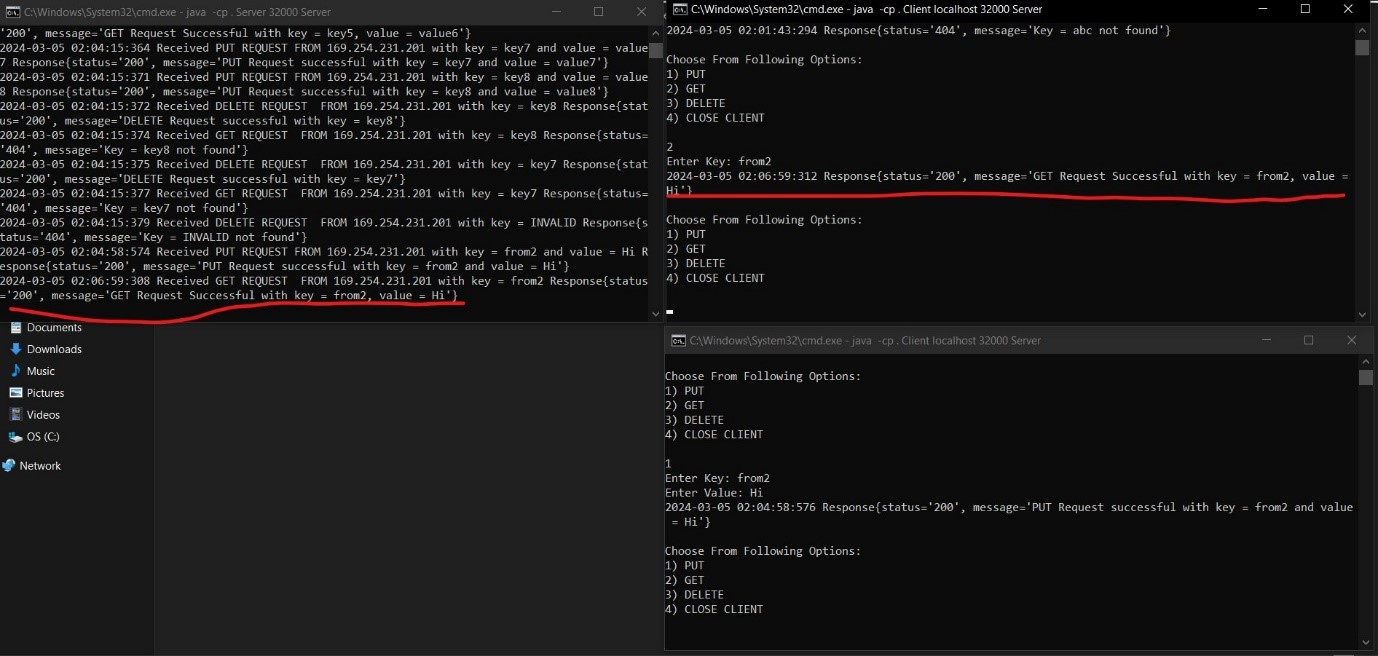 C:\Windows\System32\cmd.exe - java  -cp . Server 32000 Server
'200', message='GET Request Successful with key = key5, value = value6'}
2024-03-05 02:04:15:364 Received PUT REQUEST FROM 169.254.231.201 with key = key7 and value = value
7 Response{status='200', message='PUT Request successful with key = key7 and value = value7'}
2024-03-05 02:04:15:371 Received PUT REQUEST FROM 169.254.231.201 with key = key8 and value = value
8 Response{status='200', message='PUT Request successful with key = key8 and value = value8'}
2024-03-05 02:04:15:372 Received DELETE REQUEST  FROM 169.254.231.201 with key = key8 Response{stat
us='200', message='DELETE Request successful with key = key8'}
2024-03-05 02:04:15:374 Received GET REQUEST  FROM 169.254.231.201 with key = key8 Response{status=
'404', message='Key = key8 not found'}
2024-03-05 02:04:15:375 Received DELETE REQUEST  FROM 169.254.231.201 with key = key7 Response{stat
us='200', message='DELETE Request successful with key = key7'}
2024-03-05 02:04:15:377 Received GET REQUEST  FROM 169.254.231.201 with key = key7 Response{status=
'404', message='Key = key7 not found'}
2024-03-05 02:04:15:379 Received DELETE REQUEST  FROM 169.254.231.201 with key = INVALID Response{s
tatus='404', message='Key = INVALID not found'}
2024-03-05 02:04:58:574 Received PUT REQUEST FROM 169.254.231.201 with key = from2 and value = Hi R
esponse{status='200', message='PUT Request successful with key = from2 and value = Hi'}
2024-03-05 02:06:59:308 Received GET REQUEST  FROM 169.254.231.201 with key = from2 Response{status
='200', message='GET Request Successful with key = from2, value = Hi'}
Documents
Downloads
Music
Pictures
Videos
OS (C:)
Network
C:\Windows\System32\cmd.exe - java  -cp . Client localhost 32000 Server
2024-03-05 02:01:43:294 Response{status='404', message='Key = abc not found'}
Choose From Following Options:
1) PUT
2) GET
3) DELETE
4) CLOSE CLIENT
2
Enter Key: from2
2024-03-05 02:06:59:312 Response{status='200', message='GET Request Successful with key = from2, value =
Hi'}
Choose From Following Options:
1) PUT
2) GET
3) DELETE
4) CLOSE CLIENT
C:\Windows\System32\cmd.exe - java  -cp . Client localhost 32000 Server
Choose From Following Options:
1) PUT
2) GET
3) DELETE
4) CLOSE CLIENT
1
Enter Key: from2
Enter Value: Hi
2024-03-05 02:04:58:576 Response{status='200', message='PUT Request successful with key = from2 and value
= Hi'}
Choose From Following Options:
1) PUT
2) GET
3) DELETE
4) CLOSE CLIENT